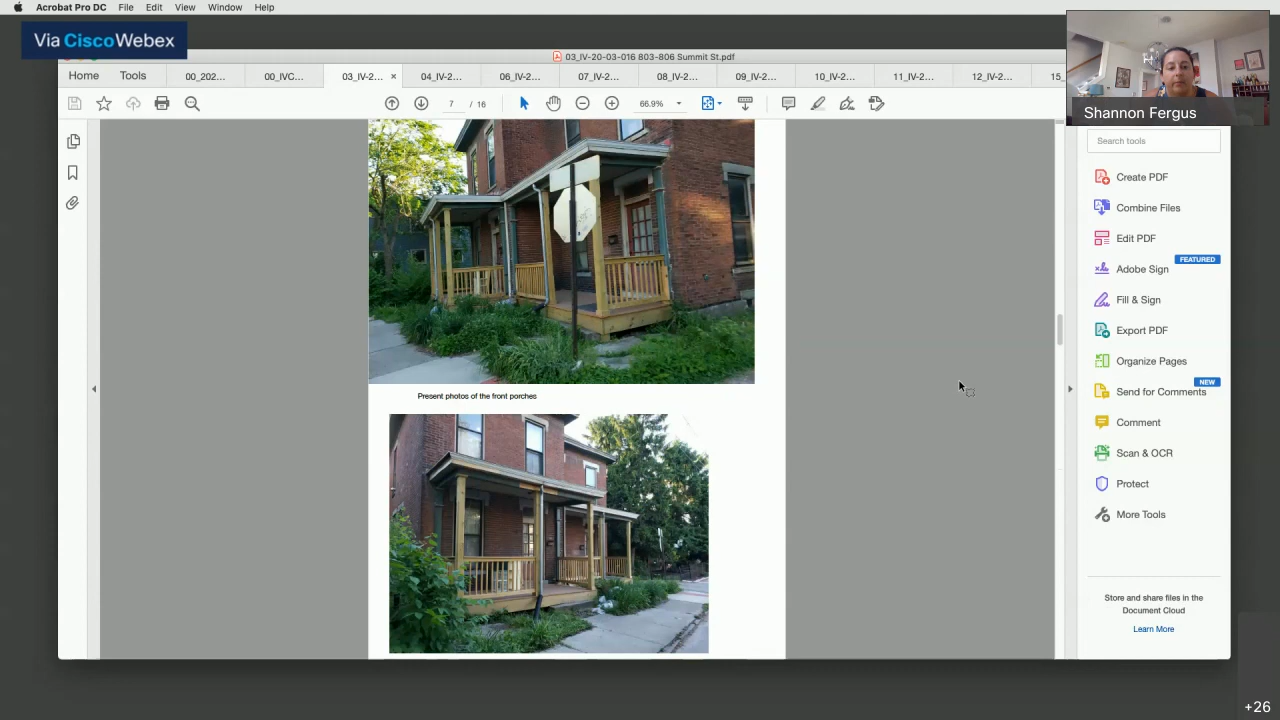 Acrobat Pro DC File Edit View Window Help
Via Cisco Webex
03_IV-20-03-016 803-806 Summit St.pdf
Home Tools 00_202... 00_IVC... 03_IV-2... × 04_IV-2... 06_IV-2... 07_IV-2... 08_IV-2... 09_IV-2... 10_IV-2... 11_IV-2... 12_IV-2... 15_
7 / 16 66.9%
Shannon Fergus
Search tools
Create PDF
Combine Files
Edit PDF
FEATURED
Adobe Sign
Fill & Sign
Export PDF
Organize Pages
NEW
Send for Comments
Comment
Scan & OCR
Protect
More Tools
Present photos of the front porches
Store and share files in the
Document Cloud
Learn More
+26